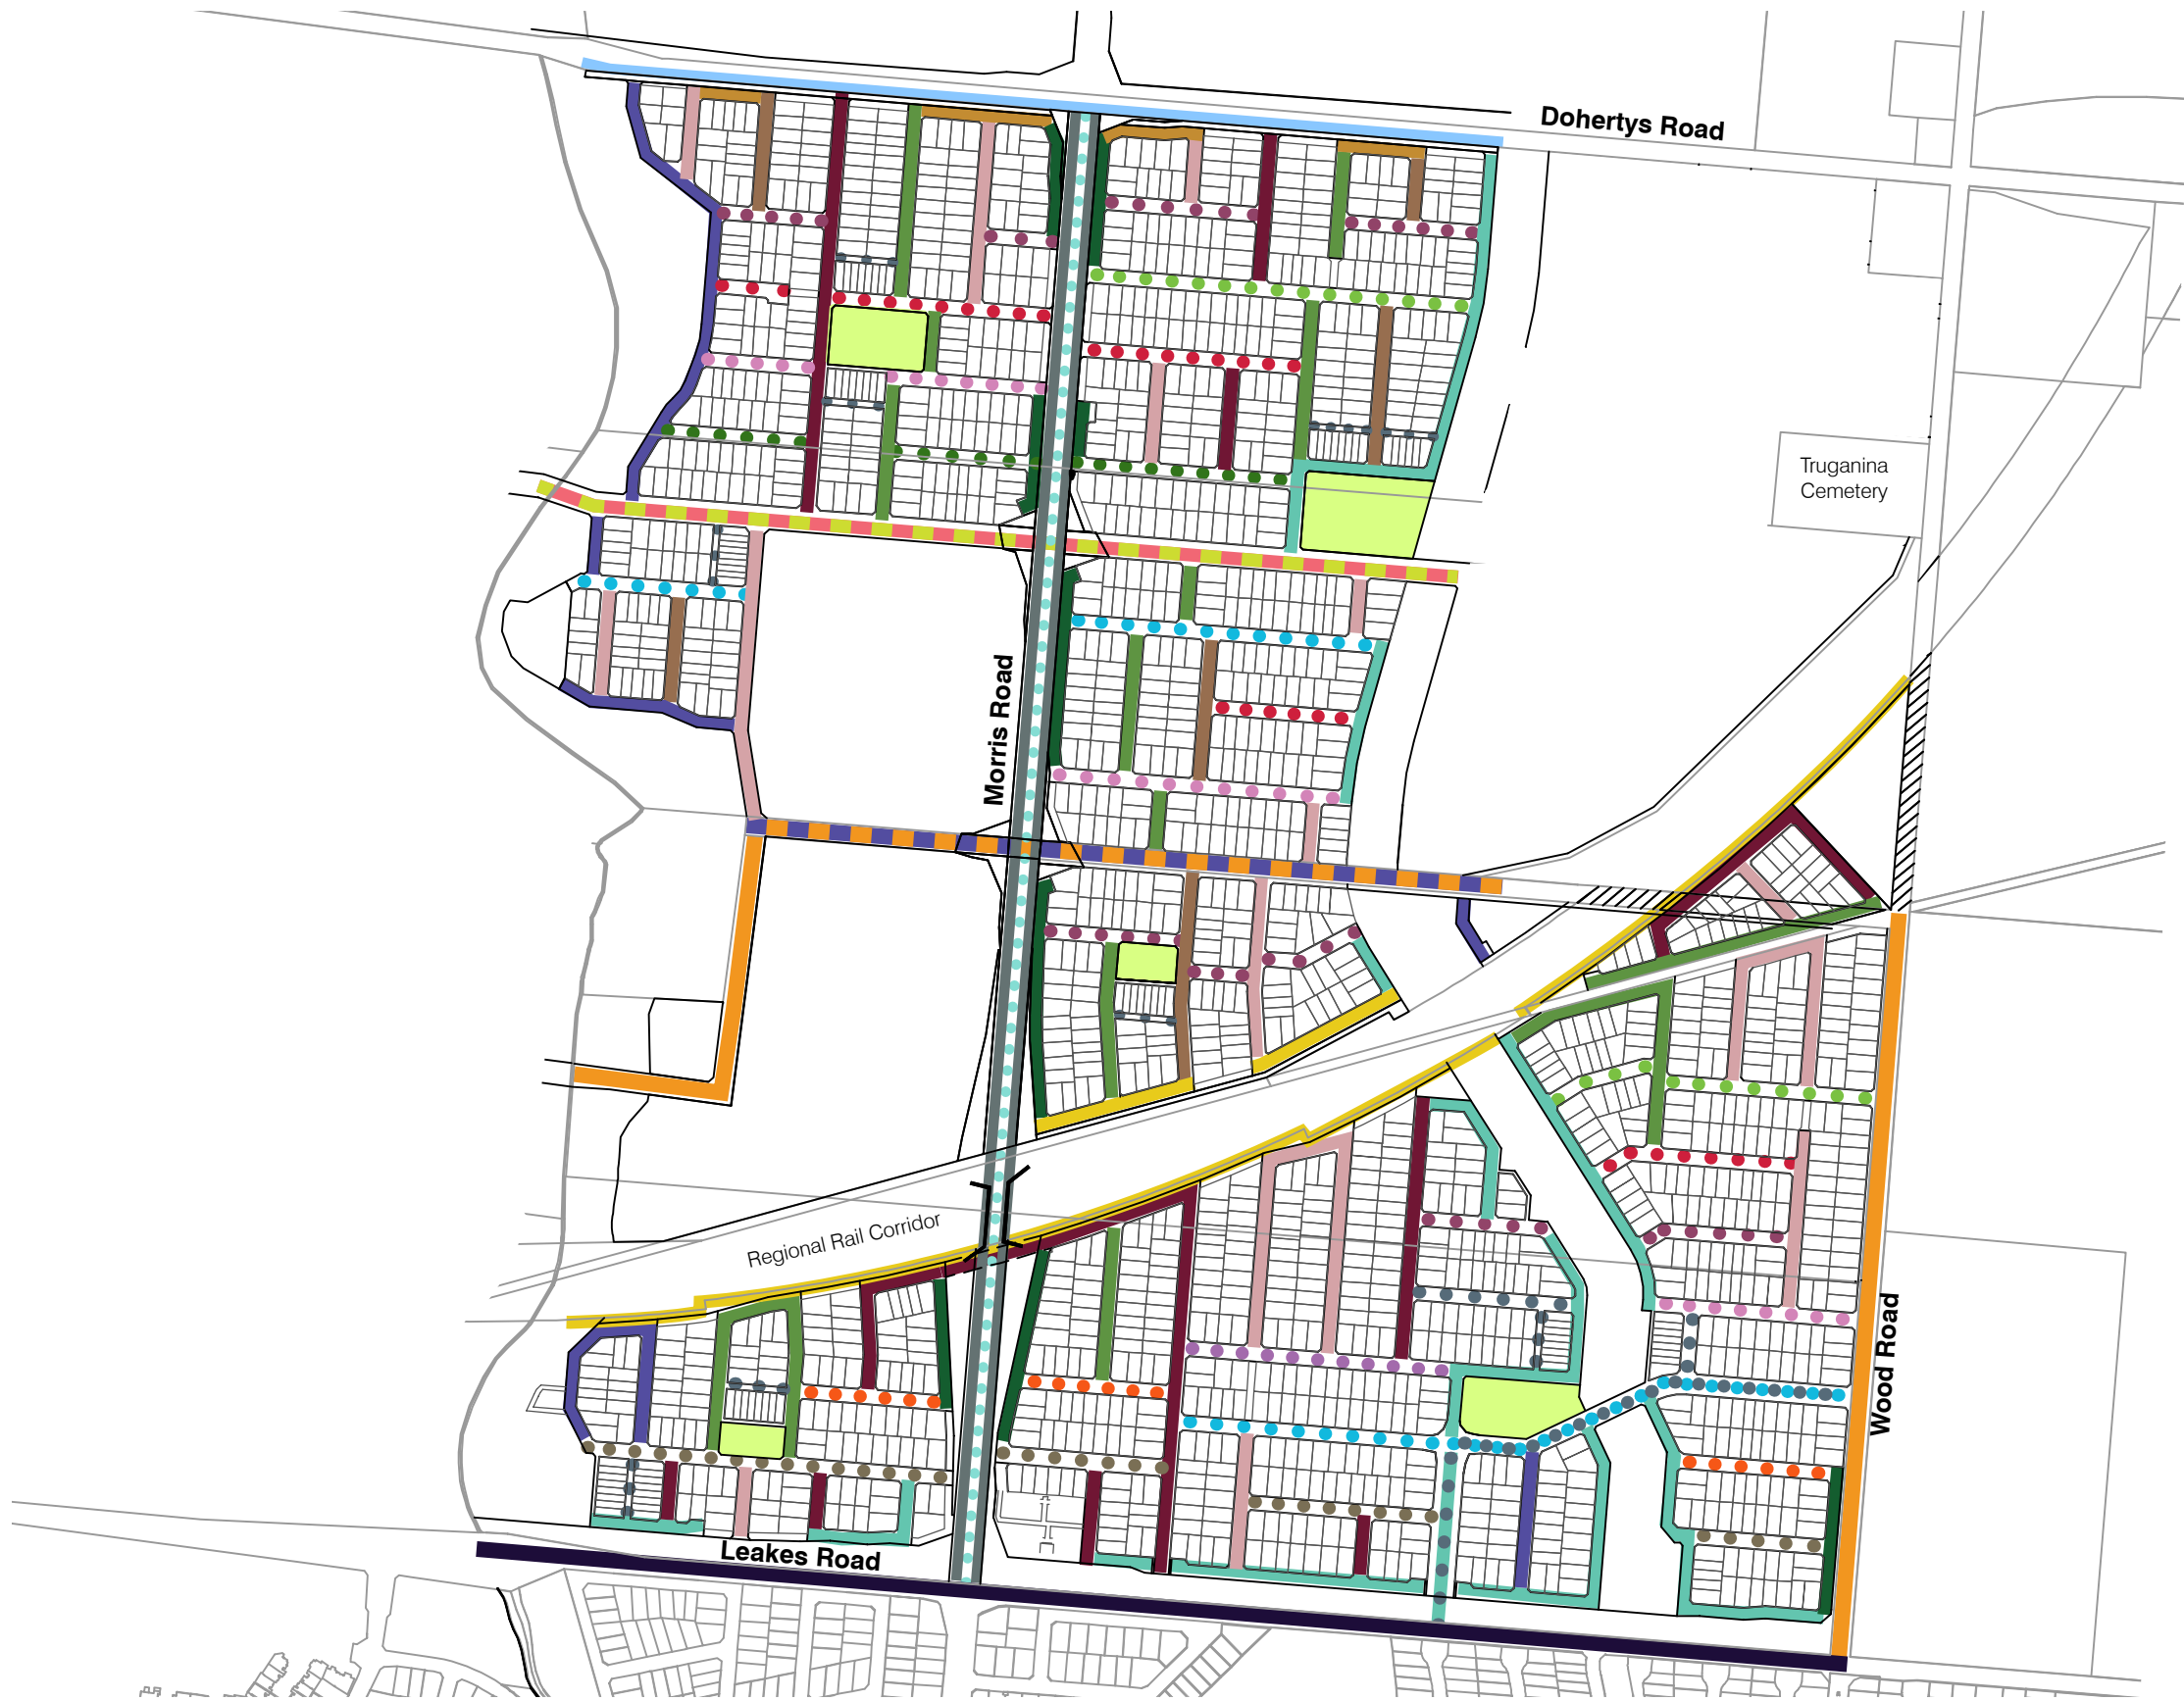 Dohertys Road
Truganina
Cemetery
Morris Road
Regional Rail Corridor
Wood Road
Leakes Road